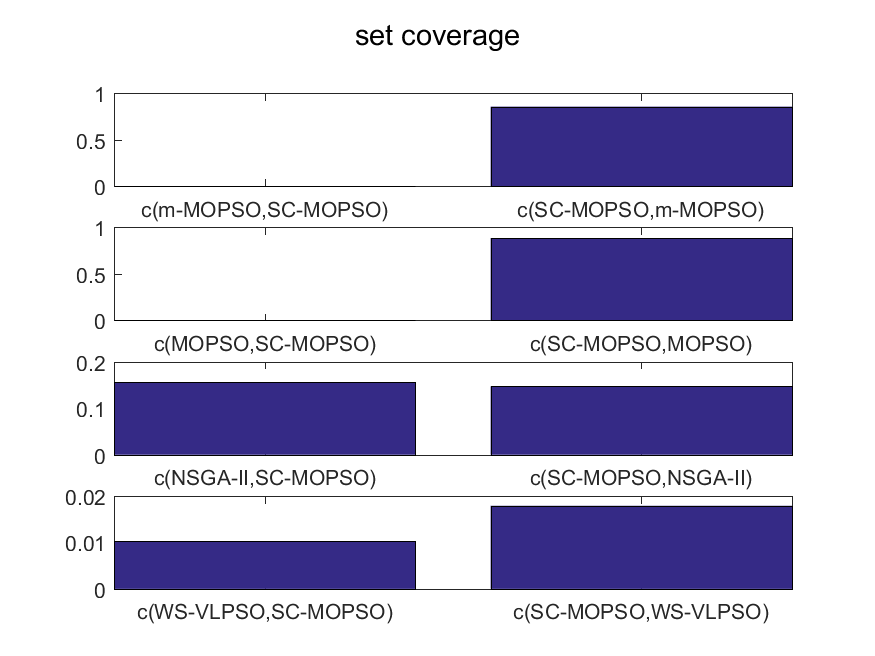 set coverage
1
0.5
0
c(m-MOPSO,SC-MOPSO) c(SC-MOPSO,m-MOPSO)
1
0.5
0
c(MOPSO,SC-MOPSO) c(SC-MOPSO,MOPSO)
0.2
0.1
0
c(NSGA-II,SC-MOPSO) c(SC-MOPSO,NSGA-II)
0.02
0.01
0
c(WS-VLPSO,SC-MOPSO) c(SC-MOPSO,WS-VLPSO)